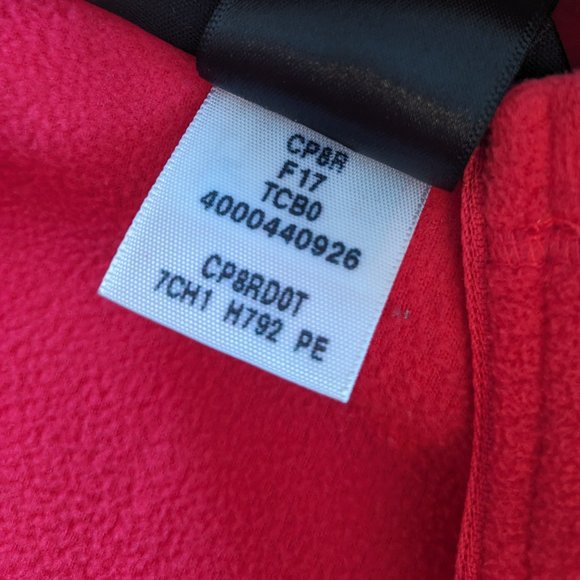 CP8R
F17
TCB0
4000440926
CP8RD0T
7CH1 H792 PE